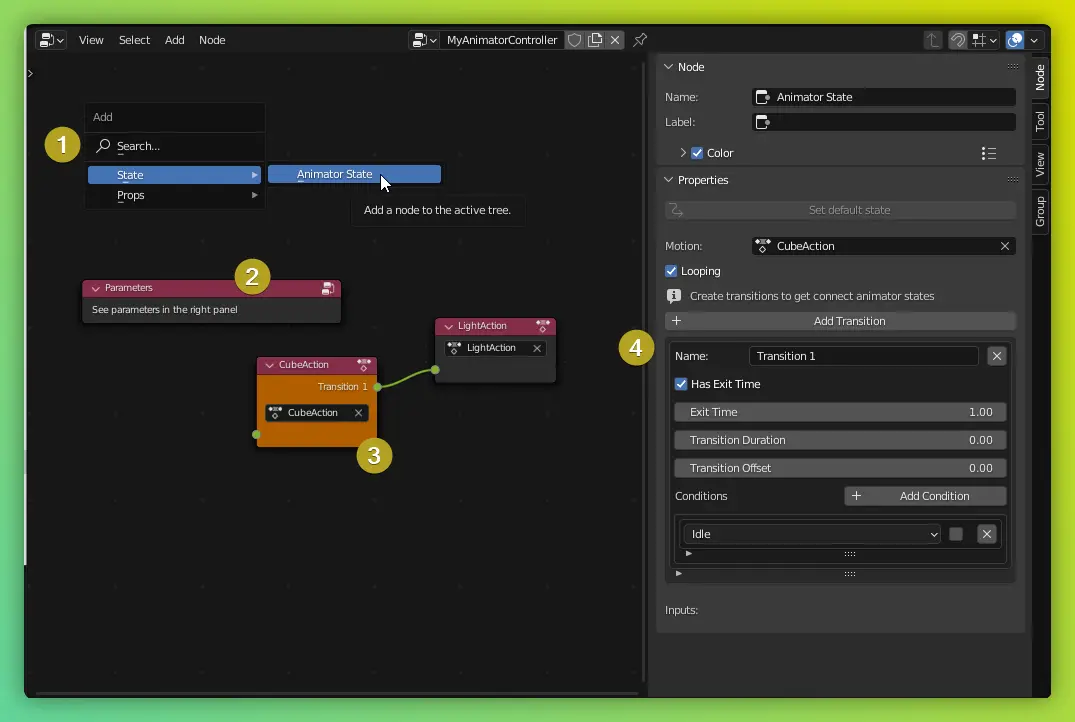 View Select Add Node MyAnimatorController
Add
1
Search...
State
Animator State
Props
Add a node to the active tree.
2
Parameters
See parameters in the right panel
LightAction
LightAction
CubeAction
Transition 1
CubeAction
3
4
Node
Name: Animator State
Label:
Color
Properties
Set default state
Motion: CubeAction
Looping
Create transitions to get connect animator states
Add Transition
Name: Transition 1
Has Exit Time
Exit Time 1.00
Transition Duration 0.00
Transition Offset 0.00
Conditions Add Condition
Idle
Inputs:
Node
Tool
View
Group